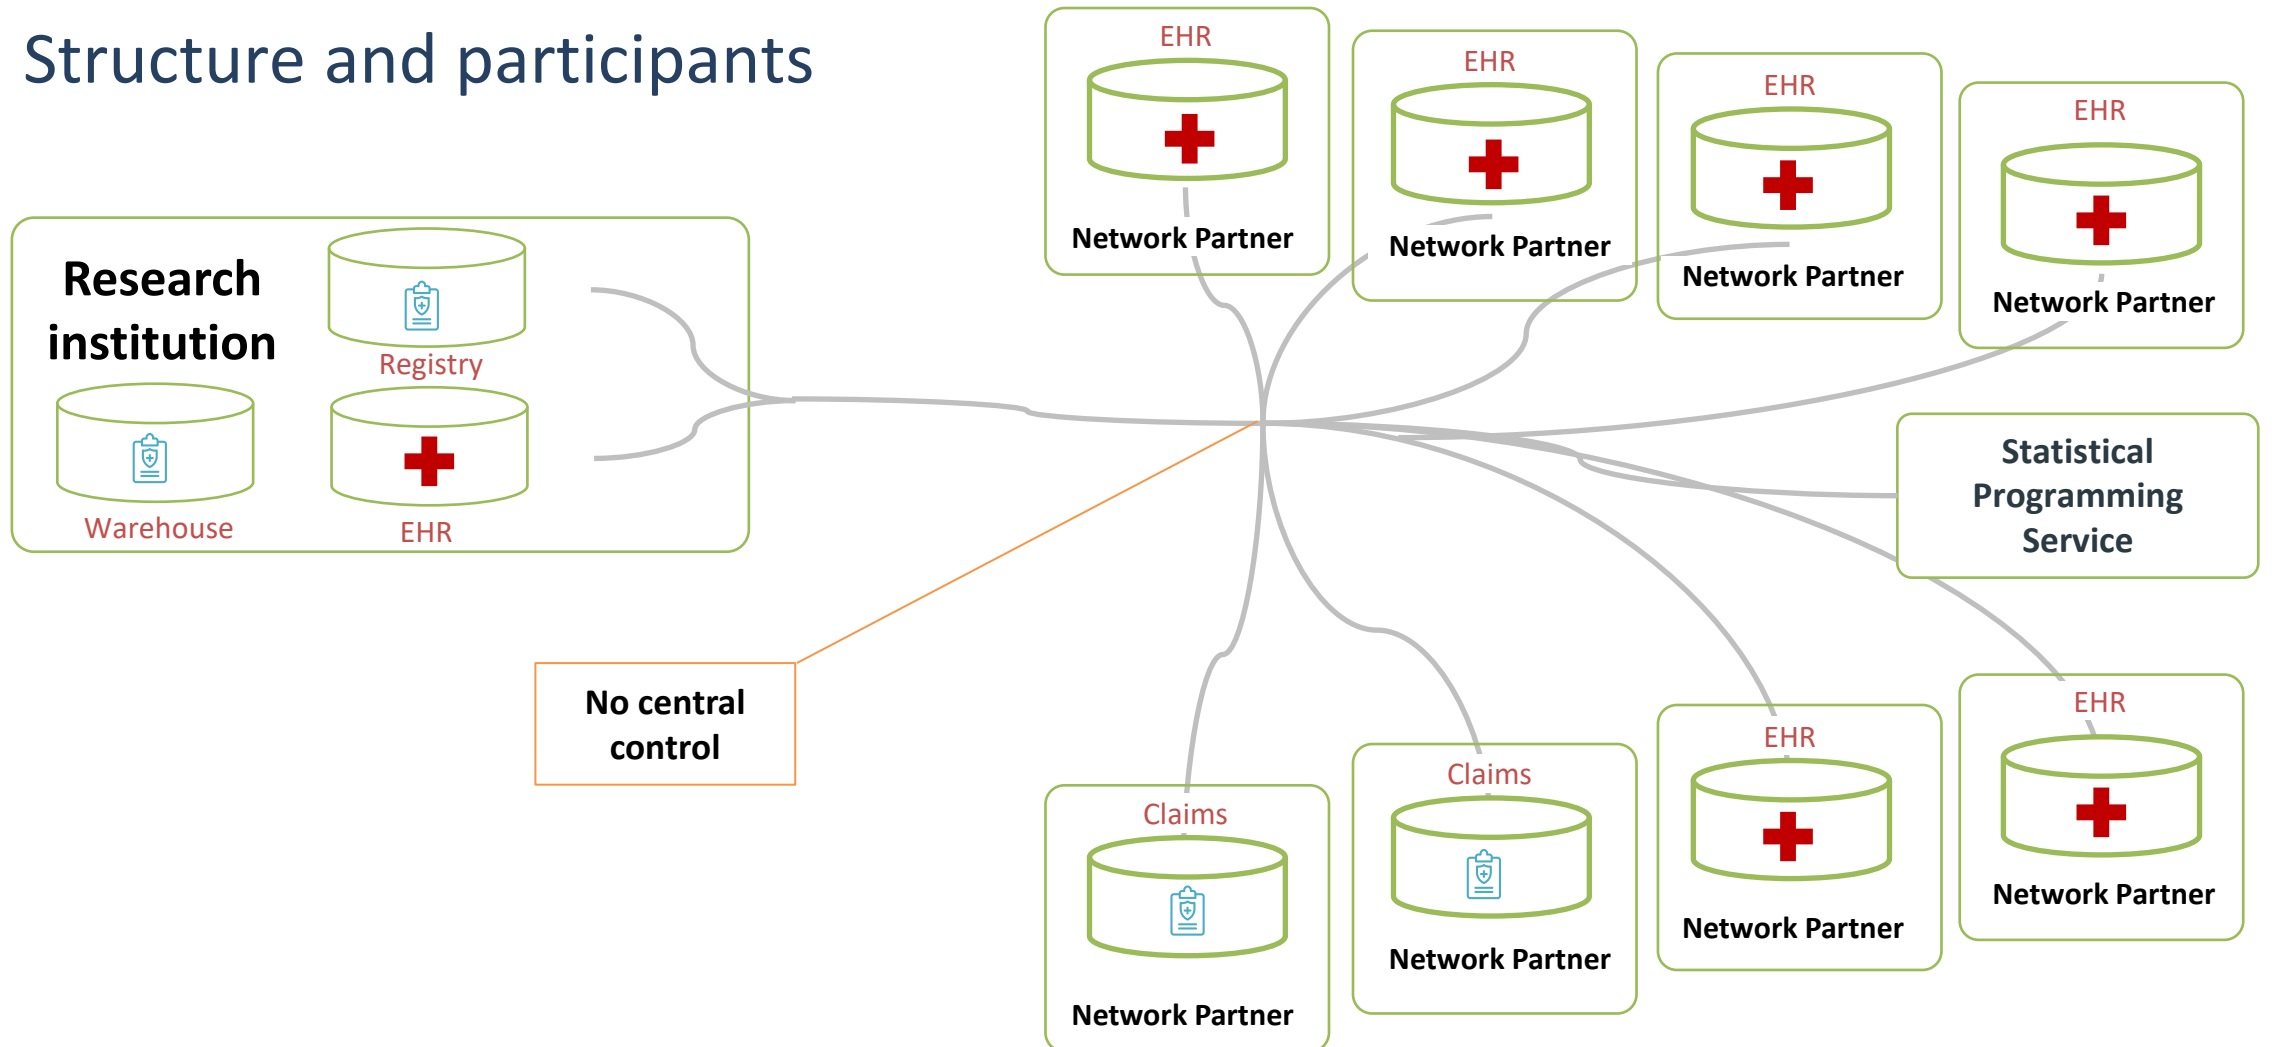 Structure and participants
EHR
Network Partner
EHR
Network Partner
EHR
Network Partner
EHR
Network Partner
Research
institution
Registry
Warehouse
EHR
Statistical
Programming
Service
No central
control
Claims
Network Partner
Claims
Network Partner
EHR
Network Partner
EHR
Network Partner